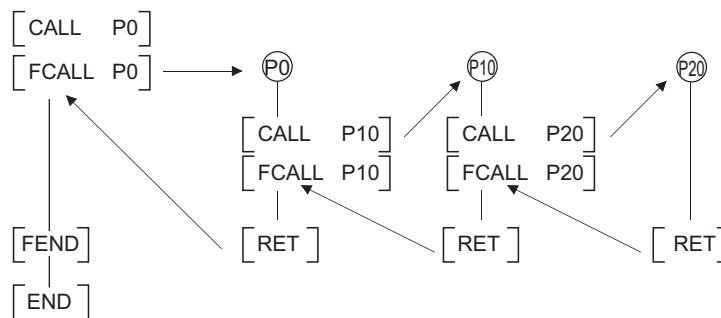 [CALL P0]
[FCALL P0] P0 P10 P20
[CALL P10] [CALL P20]
[FCALL P10] [FCALL P20]
[FEND] [RET] [RET] [RET]
[END]